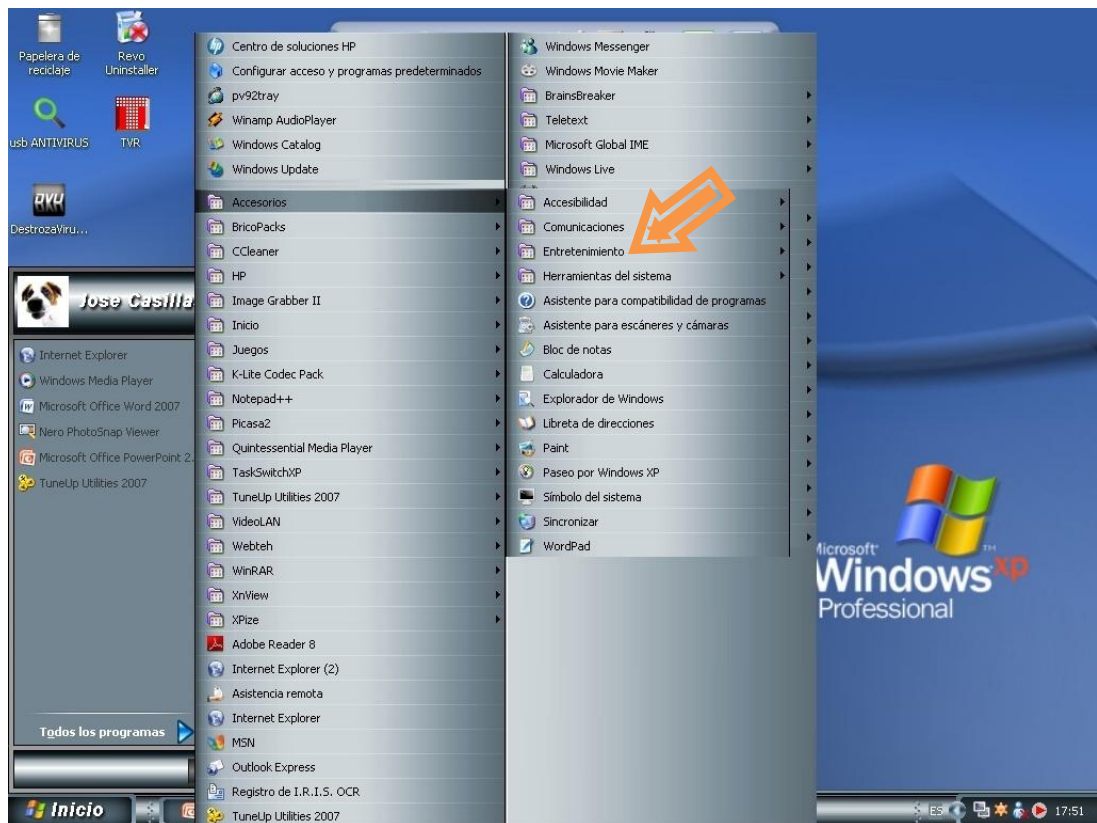 Papelera de
reciclaje
Revo
Uninstaller
usb ANTIVIRUS
TVR
DestrozaViru...
Jose Casilla
Internet Explorer
Windows Media Player
Microsoft Office Word 2007
Nero PhotoSnap Viewer
Microsoft Office PowerPoint 2.
TuneUp Utilities 2007
Todos los programas
Inicio
Centro de soluciones HP
Configurar acceso y programas predeterminados
pv92tray
Winamp AudioPlayer
Windows Catalog
Windows Update
Accesorios
BricoPacks
CCleaner
HP
Image Grabber II
Inicio
Juegos
K-Lite Codec Pack
Notepad++
Picasa2
Quintessential Media Player
TaskSwitchXP
TuneUp Utilities 2007
VideoLAN
Webteh
WinRAR
XnView
XPize
Adobe Reader 8
Internet Explorer (2)
Asistencia remota
Internet Explorer
MSN
Outlook Express
Registro de I.R.I.S. OCR
TuneUp Utilities 2007
Windows Messenger
Windows Movie Maker
BrainsBreaker
Teletext
Microsoft Global IME
Windows Live
Accesibilidad
Comunicaciones
Entretenimiento
Herramientas del sistema
Asistente para compatibilidad de programas
Asistente para escáneres y cámaras
Bloc de notas
Calculadora
Explorador de Windows
Libreta de direcciones
Paint
Paseo por Windows XP
Símbolo del sistema
Sincronizar
WordPad
Microsoft
Windows xp
Professional
ES
17:51